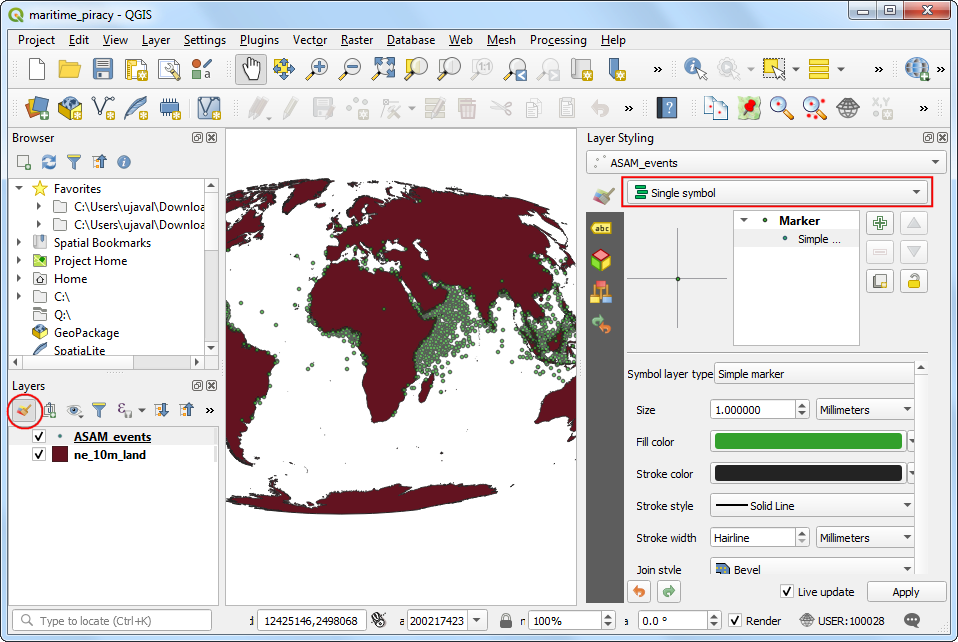 maritime_piracy - QGIS
Project Edit View Layer Settings Plugins Vector Raster Database Web Mesh Processing Help
Browser
Favorites
C:\Users\ujaval\Downloa
C:\Users\ujaval\Downloa
Spatial Bookmarks
Project Home
Home
C:\
Q:\
GeoPackage
SpatiaLite
Layers
ASAM_events
ne_10m_land
Layer Styling
ASAM_events
Single symbol
abc
Marker
Simple ...
Symbol layer type Simple marker
Size 1.000000 Millimeters
Fill color
Stroke color
Stroke style Solid Line
Stroke width Hairline Millimeters
Join style Bevel
Live update Apply
Type to locate (Ctrl+K) 12425146,2498068 a 200217423 100% a 0.0 ° Render USER:100028